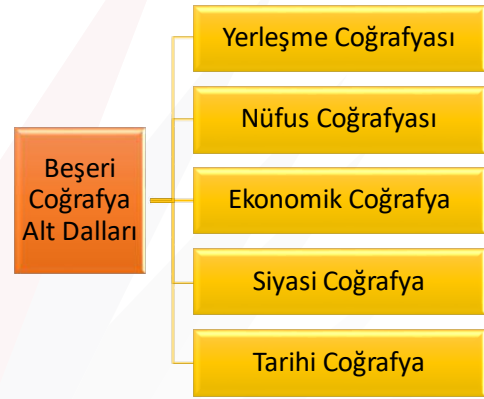 Yerleşme Coğrafyası
Nüfus Coğrafyası
Beşeri
Coğrafya
Alt Dalları
Ekonomik Coğrafya
Siyasi Coğrafya
Tarihi Coğrafya